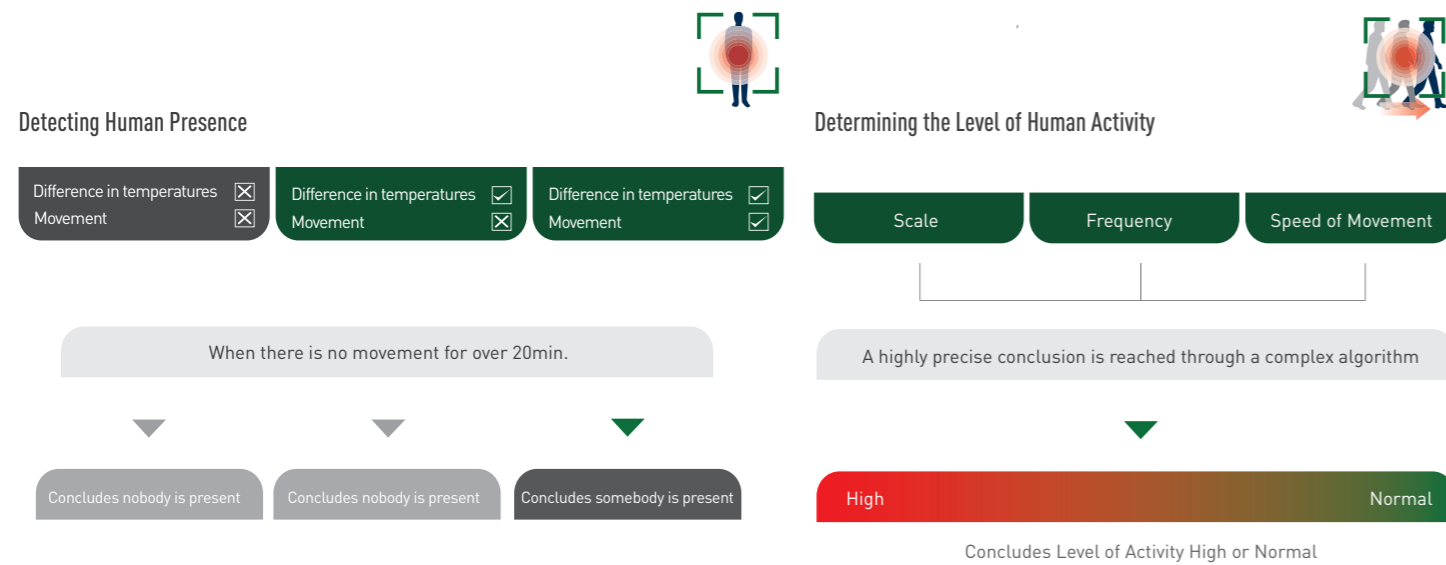 Detecting Human Presence
Difference in temperatures
Movement
Difference in temperatures
Movement
Difference in temperatures
Movement
When there is no movement for over 20min.
Concludes nobody is present
Concludes nobody is present
Concludes somebody is present
Determining the Level of Human Activity
Scale
Frequency
Speed of Movement
A highly precise conclusion is reached through a complex algorithm
High
Normal
Concludes Level of Activity High or Normal